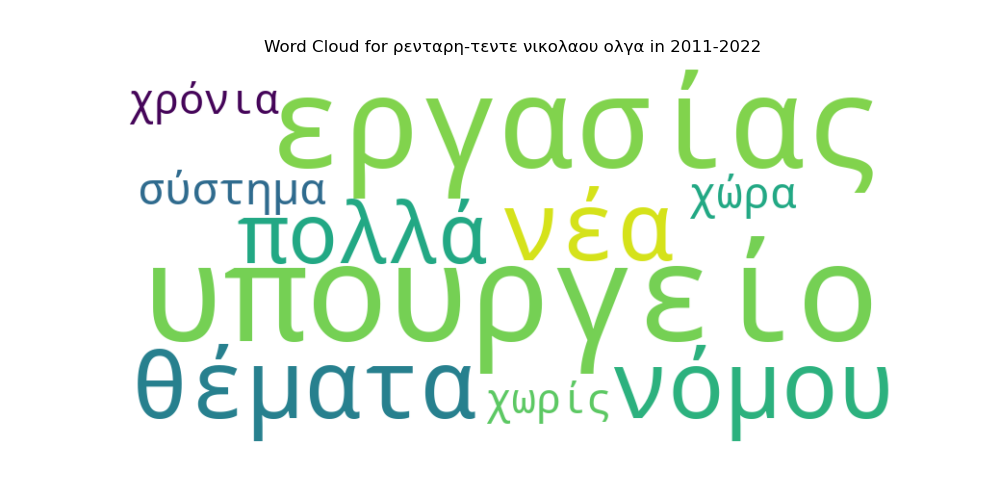 Word Cloud for ρενταρη-τεντε νικολαου ολγα in 2011-2022
χρόνια
εργασίας
σύστημα
πολλά
νέα
χώρα
υπουργείο
θέματα
χωρίς
νόμου